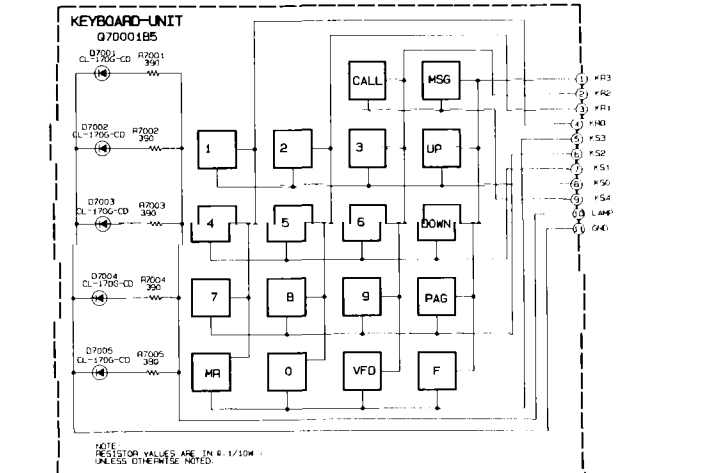 KEYBOARD-UNIT
Q70001B5
D7001
CL-170G-CD
R7001
390
CALL
MSG
1 KR3
2 KR2
3 KR1
4 KR0
5 KS3
6 KS2
7 KS1
8 KS0
9 KS4
10 LAMP
11 GND
D7002
CL-170G-CD
R7002
390
1
2
3
UP
D7003
CL-170G-CD
R7003
390
4
5
6
DOWN
D7004
CL-170G-CD
R7004
390
7
8
9
PAG
D7005
CL-170G-CD
R7005
390
MR
0
VFO
F
NOTE:
RESISTOR VALUES ARE IN Ω.1/10W :
UNLESS OTHERWISE NOTED.